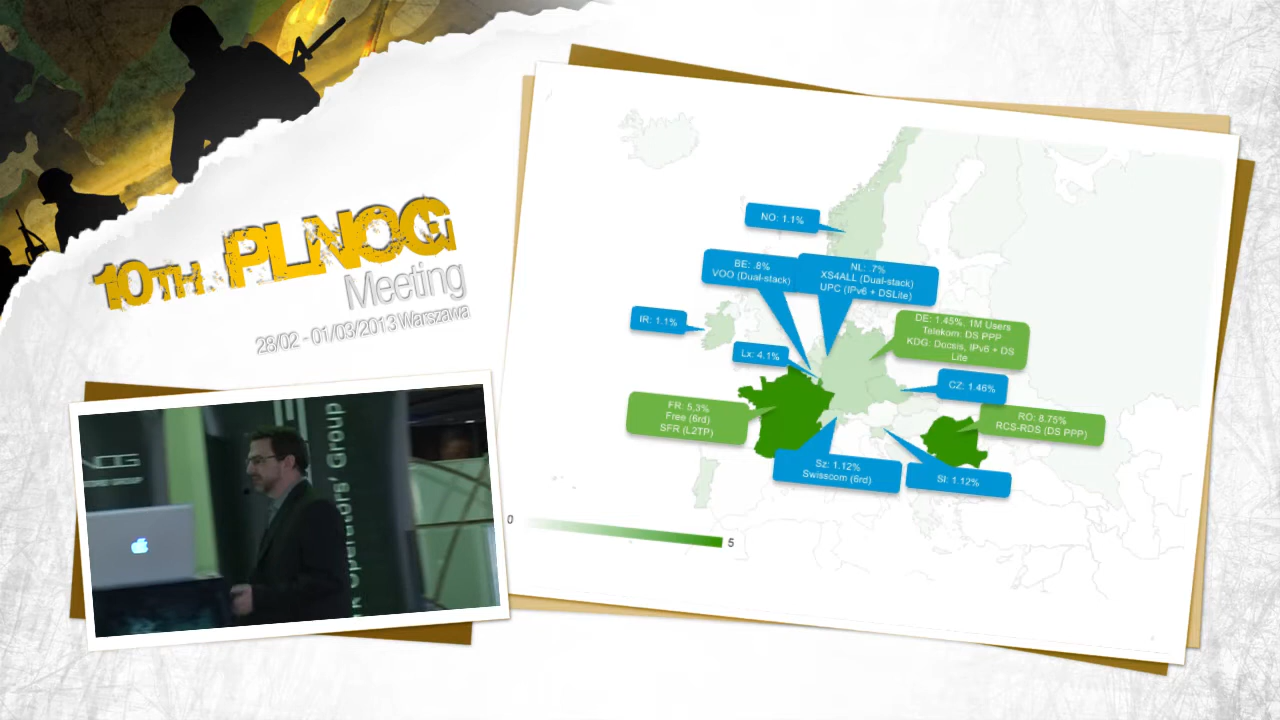 10TH. PLNOG
Meeting
28/02 - 01/03/2013 Warszawa
NO: 1.1%
BE: .8%
VOO (Dual-stack)
NL: .7%
XS4ALL (Dual-stack)
UPC (IPv6 + DSLite)
IR: 1.1%
DE: 1.45%, 1M Users
Telekom: DS PPP
KDG: Docsis, IPv6 + DS
Lite
Lx: 4.1%
CZ: 1.46%
FR: 5,3%
Free (6rd)
SFR (L2TP)
RO: 8.75%
RCS-RDS (DS PPP)
Sz: 1.12%
Swisscom (6rd)
Sl: 1.12%
0
5
NOG
Operators' Group